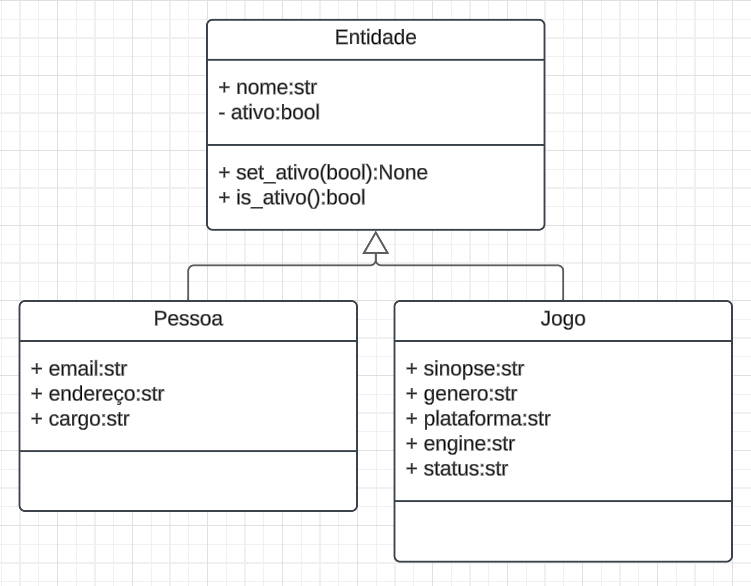 Entidade
+ nome:str
- ativo:bool
+ set_ativo(bool):None
+ is_ativo():bool
Pessoa
+ email:str
+ endereço:str
+ cargo:str
Jogo
+ sinopse:str
+ genero:str
+ plataforma:str
+ engine:str
+ status:str